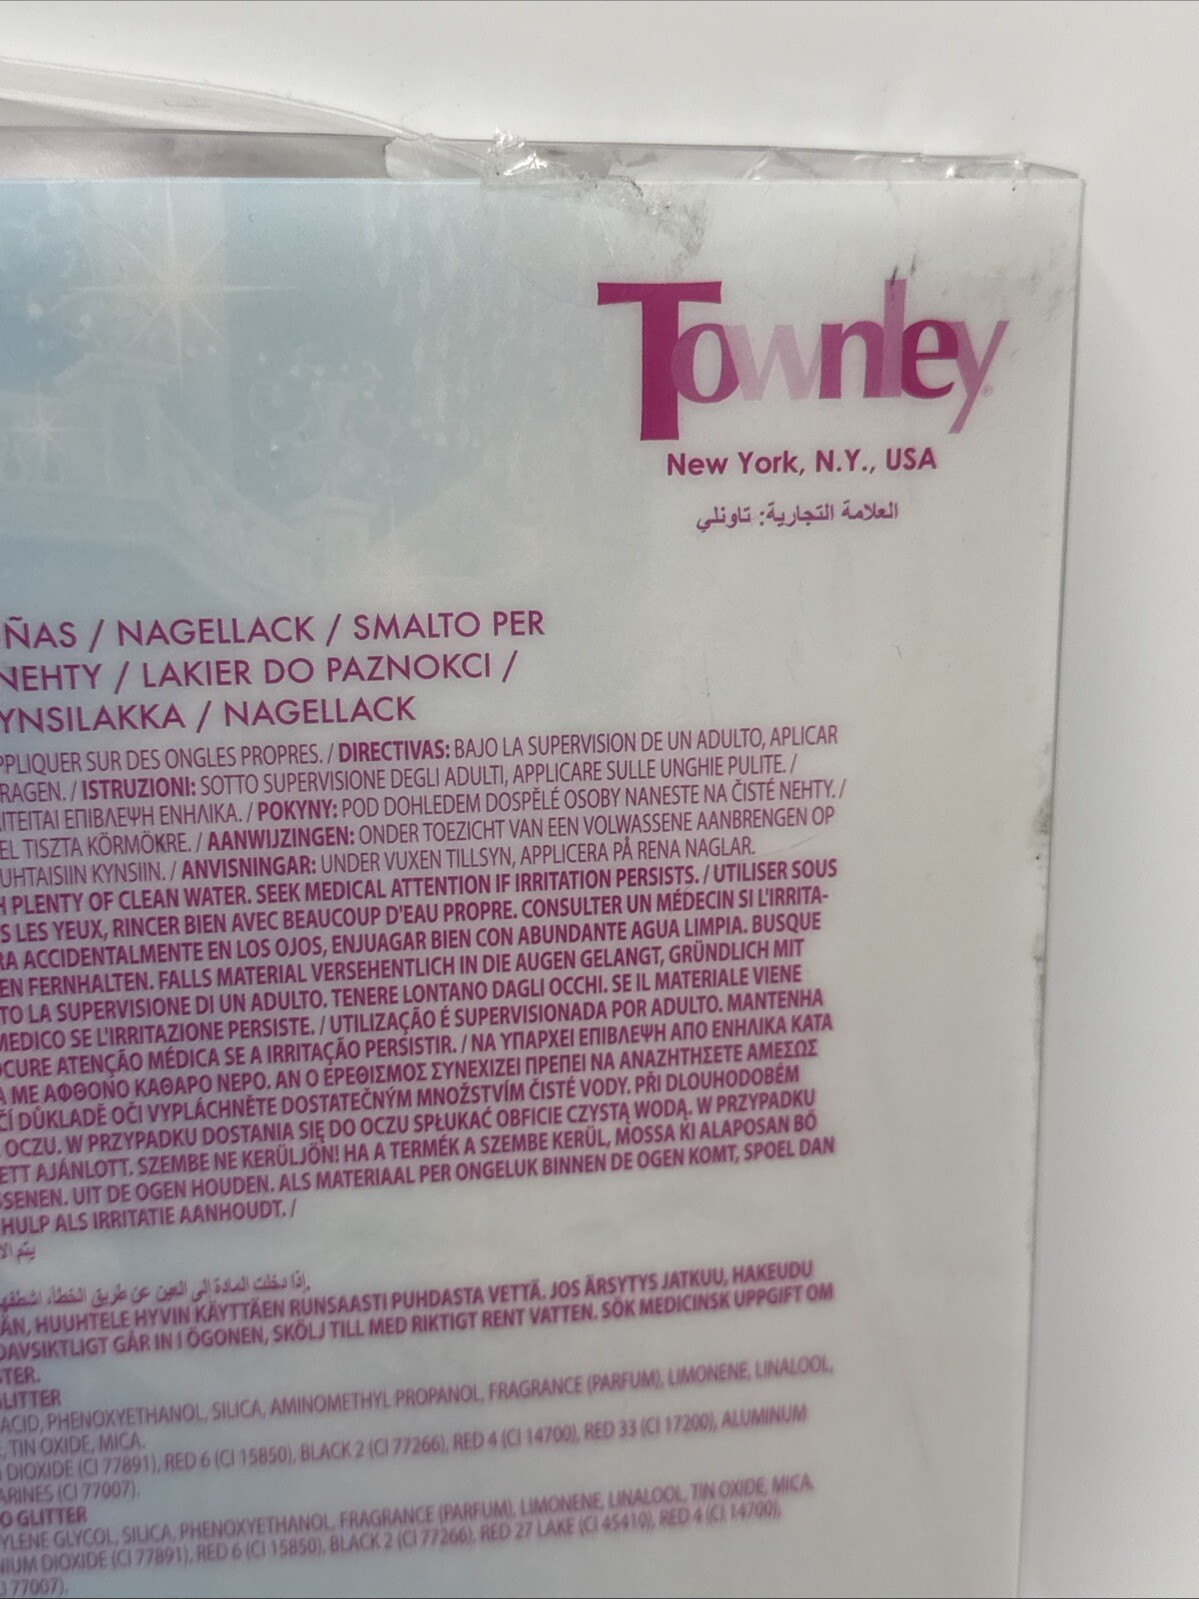 Townley®
New York, N.Y., USA
العلامة التجارية: تاونلي
ÑAS / NAGELLACK / SMALTO PER
NEHTY / LAKIER DO PAZNOKCI /
YNSILAKKA / NAGELLACK
PPLIQUER SUR DES ONGLES PROPRES. / DIRECTIVAS: BAJO LA SUPERVISION DE UN ADULTO, APLICAR
RAGEN. / ISTRUZIONI: SOTTO SUPERVISIONE DEGLI ADULTI, APPLICARE SULLE UNGHIE PULITE. /
ITEITAI ΕΠΙΒΛΕΨΗ ΕΝΗΛΙΚΑ. / POKYNY: POD DOHLEDEM DOSPĚLÉ OSOBY NANESTE NA ČISTÉ NEHTY. /
EL TISZTA KÖRMÖKRE. / AANWIJZINGEN: ONDER TOEZICHT VAN EEN VOLWASSENE AANBRENGEN OP
UHTAISIIN KYNSIIN. / ANVISNINGAR: UNDER VUXEN TILLSYN, APPLICERA PÅ RENA NAGLAR.
H PLENTY OF CLEAN WATER. SEEK MEDICAL ATTENTION IF IRRITATION PERSISTS. / UTILISER SOUS
S LES YEUX, RINCER BIEN AVEC BEAUCOUP D'EAU PROPRE. CONSULTER UN MÉDECIN SI L'IRRITA-
RA ACCIDENTALMENTE EN LOS OJOS, ENJUAGAR BIEN CON ABUNDANTE AGUA LIMPIA. BUSQUE
EN FERNHALTEN. FALLS MATERIAL VERSEHENTLICH IN DIE AUGEN GELANGT, GRÜNDLICH MIT
TO LA SUPERVISIONE DI UN ADULTO. TENERE LONTANO DAGLI OCCHI. SE IL MATERIALE VIENE
MEDICO SE L'IRRITAZIONE PERSISTE. / UTILIZAÇÃO É SUPERVISIONADA POR ADULTO. MANTENHA
OCURE ATENÇÃO MÉDICA SE A IRRITAÇÃO PERSISTIR. / ΝΑ ΥΠΑΡΧΕΙ ΕΠΙΒΛΕΨΗ ΑΠΟ ΕΝΗΛΙΚΑ ΚΑΤΑ
Α ΜΕ ΑΦΘΟΝΟ ΚΑΘΑΡΟ ΝΕΡΟ. ΑΝ Ο ΕΡΕΘΙΣΜΟΣ ΣΥΝΕΧΙΖΕΙ ΠΡΕΠΕΙ ΝΑ ΑΝΑΖΗΤΗΣΕΤΕ ΑΜΕΣΩΣ
ČÍ DŮKLADĚ OČI VYPLÁCHNĚTE DOSTATEČNÝM MNOŽSTVÍM ČISTÉ VODY. PŘI DLOUHODOBÉM
OCZU. W PRZYPADKU DOSTANIA SIĘ DO OCZU SPŁUKAĆ OBFICIE CZYSTĄ WODĄ. W PRZYPADKU
ETT AJÁNLOTT. SZEMBE NE KERÜLJÖN! HA A TERMÉK A SZEMBE KERÜL, MOSSA KI ALAPOSAN BŐ
SSENEN. UIT DE OGEN HOUDEN. ALS MATERIAAL PER ONGELUK BINNEN DE OGEN KOMT, SPOEL DAN
HULP ALS IRRITATIE AANHOUDT. /
يتم الا
إذا دخلت المادة إلى العين عن طريق الخطأ، اشطفها.
ÄN, HUUHTELE HYVIN KÄYTTÄEN RUNSAASTI PUHDASTA VETTÄ. JOS ÄRSYTYS JATKUU, HAKEUDU
OAVSIKTLIGT GÅR IN I ÖGONEN, SKÖLJ TILL MED RIKTIGT RENT VATTEN. SÖK MEDICINSK UPPGIFT OM
STER.
GLITTER
ACID, PHENOXYETHANOL, SILICA, AMINOMETHYL PROPANOL, FRAGRANCE (PARFUM), LIMONENE, LINALOOL,
, TIN OXIDE, MICA.
DIOXIDE (CI 77891), RED 6 (CI 15850), BLACK 2 (CI 77266), RED 4 (CI 14700), RED 33 (CI 17200), ALUMINUM
ARINES (CI 77007).
O GLITTER
YLENE GLYCOL, SILICA, PHENOXYETHANOL, FRAGRANCE (PARFUM), LIMONENE, LINALOOL, TIN OXIDE, MICA.
NIUM DIOXIDE (CI 77891), RED 6 (CI 15850), BLACK 2 (CI 77266), RED 27 LAKE (CI 45410), RED 4 (CI 14700),
I 77007).